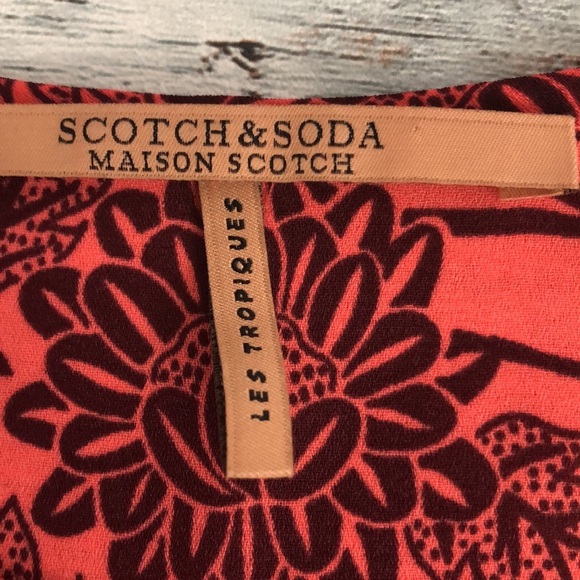 SCOTCH & SODA
MAISON SCOTCH
LES TROPIQUES